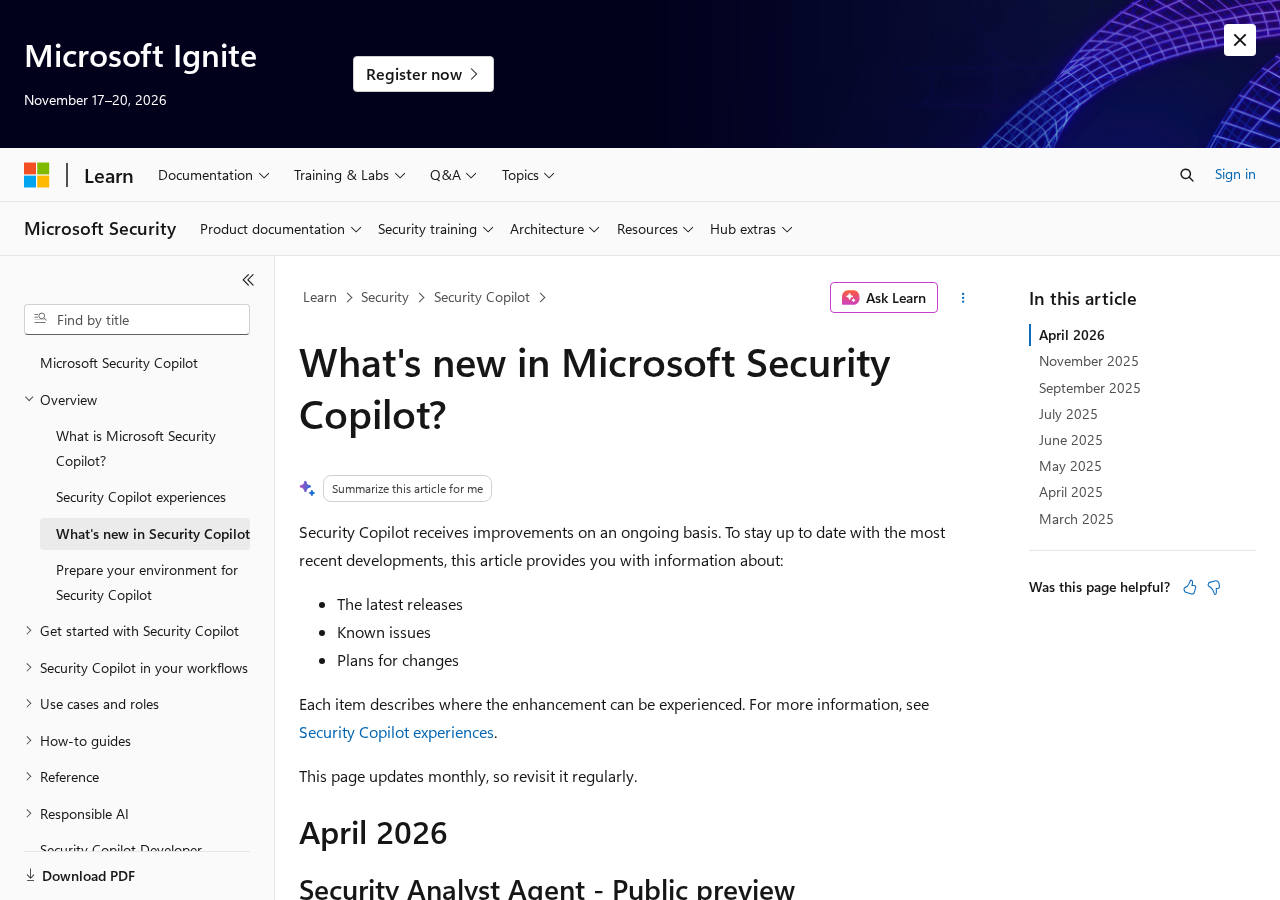 Microsoft Ignite
November 17–20, 2026
Register now
Learn
Documentation
Training & Labs
Q&A
Topics
Sign in
Microsoft Security
Product documentation
Security training
Architecture
Resources
Hub extras
Find by title
Microsoft Security Copilot
Overview
What is Microsoft Security
Copilot?
Security Copilot experiences
What's new in Security Copilot
Prepare your environment for
Security Copilot
Get started with Security Copilot
Security Copilot in your workflows
Use cases and roles
How-to guides
Reference
Responsible AI
Security Copilot Developer
Download PDF
Learn
Security
Security Copilot
Ask Learn
What's new in Microsoft Security
Copilot?
Summarize this article for me
Security Copilot receives improvements on an ongoing basis. To stay up to date with the most
recent developments, this article provides you with information about:
The latest releases
Known issues
Plans for changes
Each item describes where the enhancement can be experienced. For more information, see
Security Copilot experiences.
This page updates monthly, so revisit it regularly.
April 2026
Security Analyst Agent - Public preview
In this article
April 2026
November 2025
September 2025
July 2025
June 2025
May 2025
April 2025
March 2025
Was this page helpful?